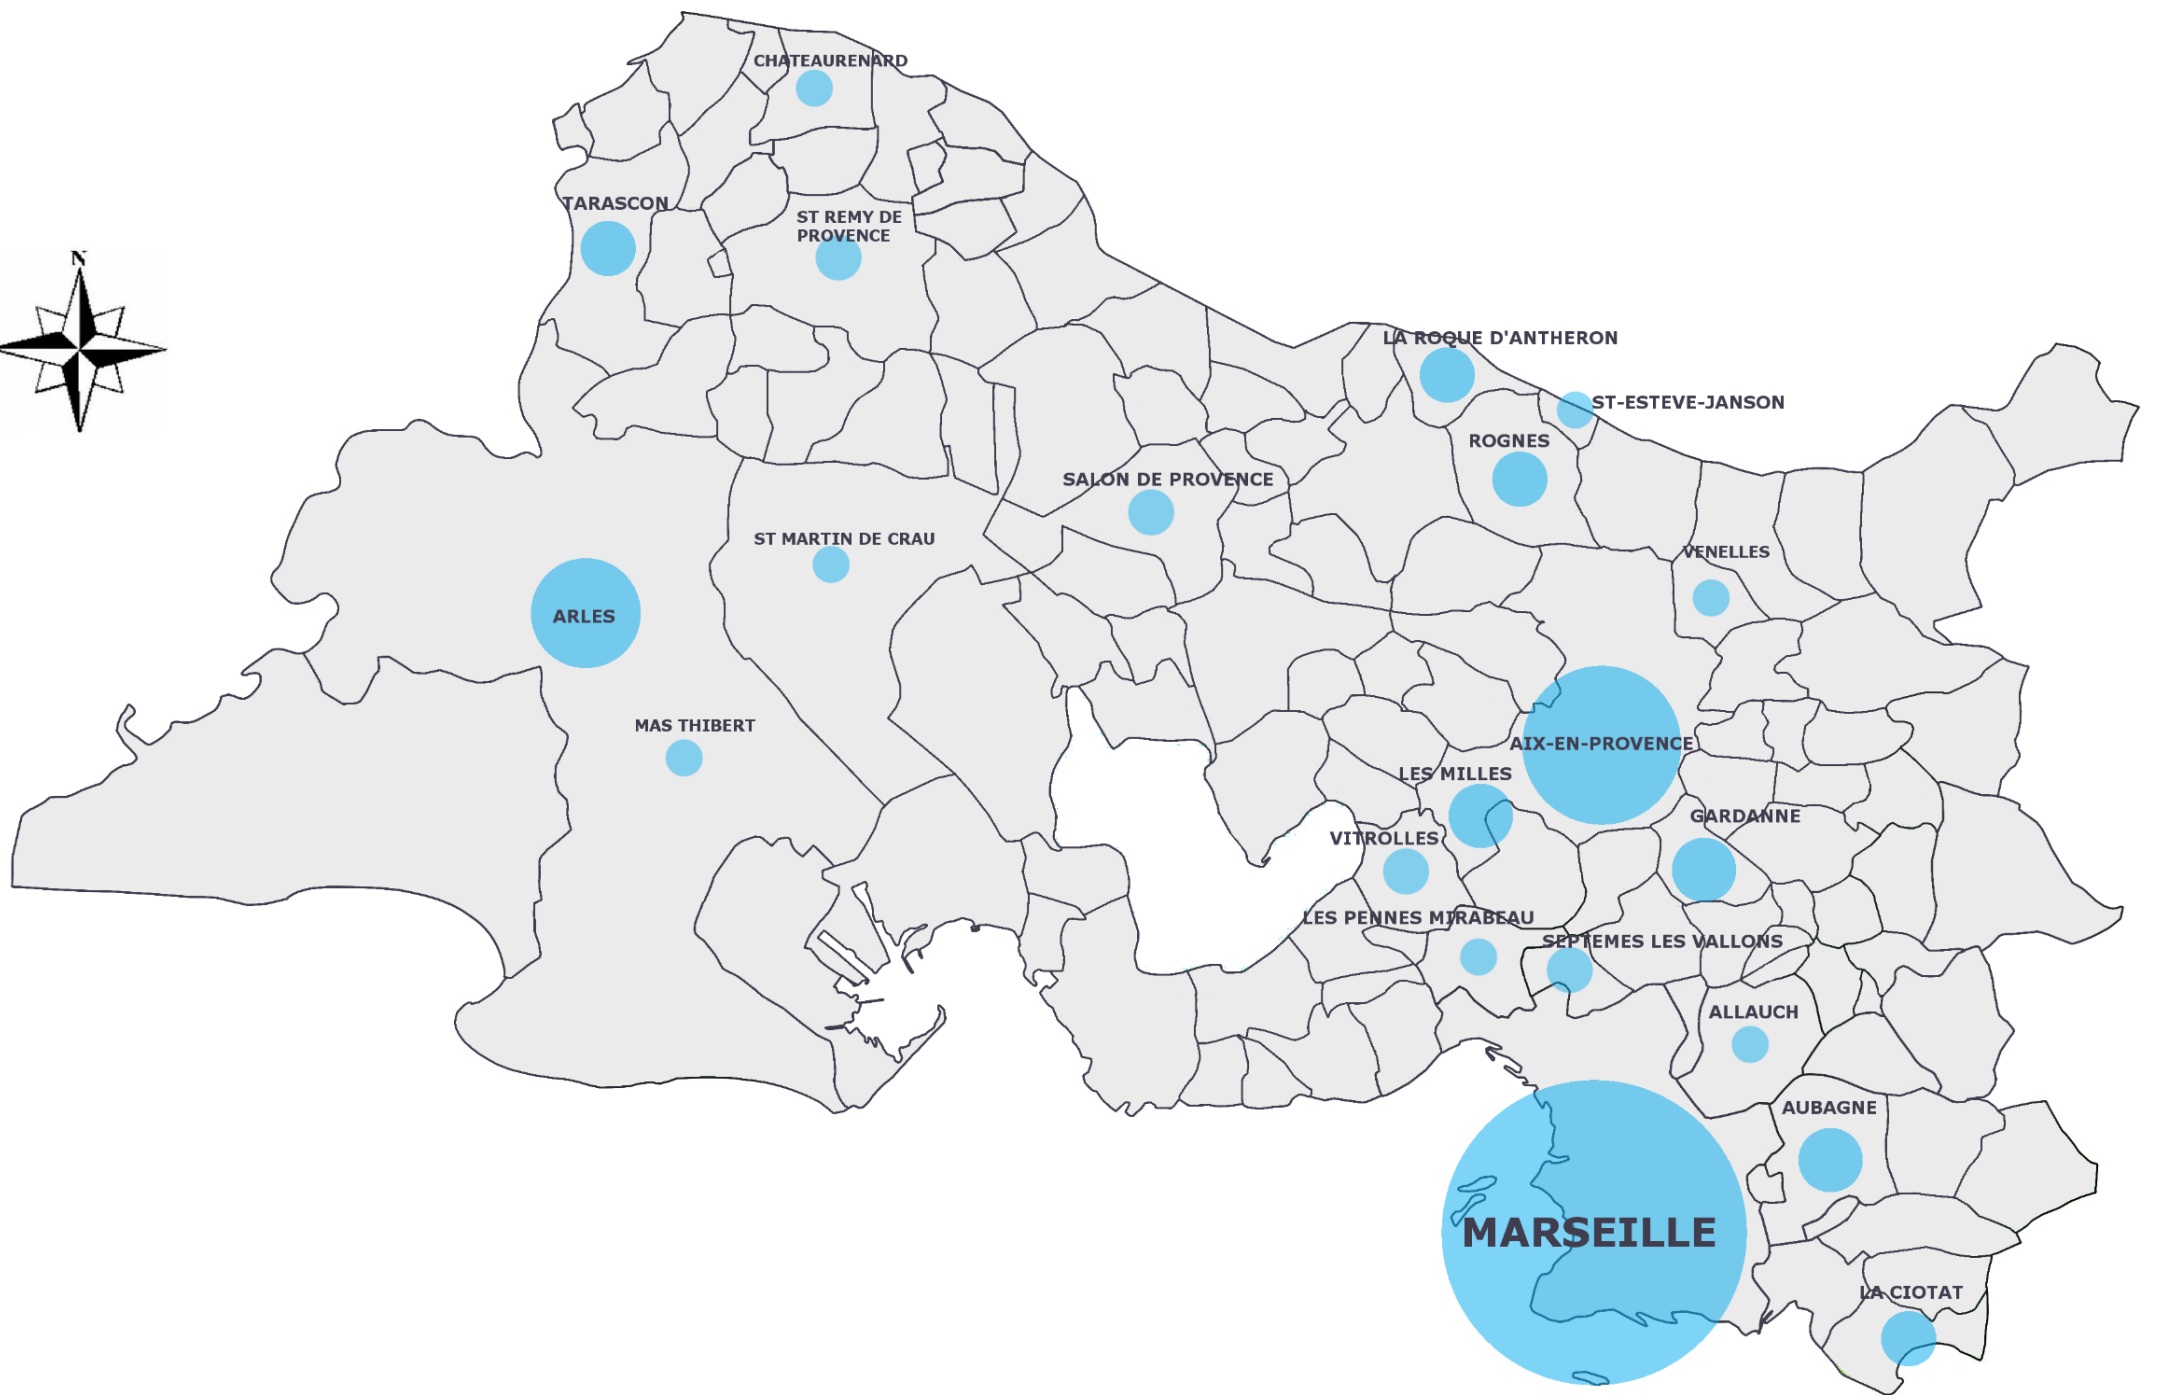 CHATEAURENARD
TARASCON
ST REMY DE
PROVENCE
N
LA ROQUE D'ANTHERON
ST-ESTEVE-JANSON
ROGNES
SALON DE PROVENCE
ST MARTIN DE CRAU
VENELLES
ARLES
MAS THIBERT
AIX-EN-PROVENCE
LES MILLES
GARDANNE
VITROLLES
LES PENNES MIRABEAU
SEPTEMES LES VALLONS
ALLAUCH
AUBAGNE
MARSEILLE
LA CIOTAT